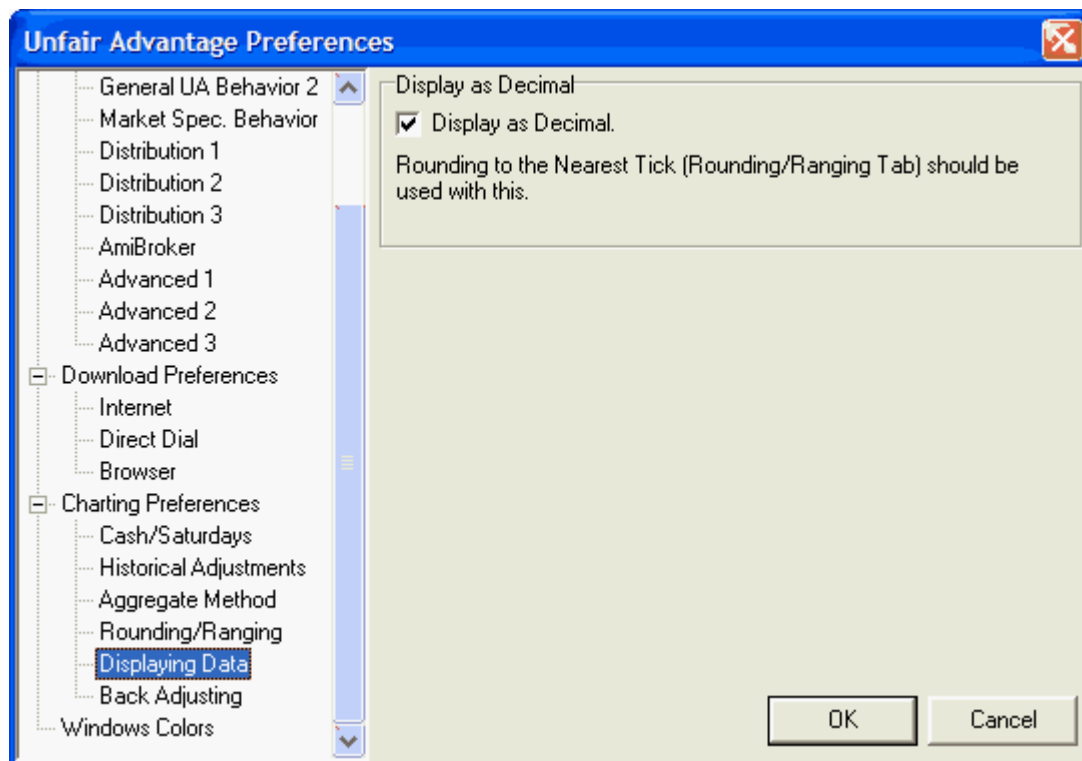 Unfair Advantage Preferences
General UA Behavior 2
Market Spec. Behavior
Distribution 1
Distribution 2
Distribution 3
AmiBroker
Advanced 1
Advanced 2
Advanced 3
Download Preferences
Internet
Direct Dial
Browser
Charting Preferences
Cash/Saturdays
Historical Adjustments
Aggregate Method
Rounding/Ranging
Displaying Data
Back Adjusting
Windows Colors
Display as Decimal
Display as Decimal.
Rounding to the Nearest Tick (Rounding/Ranging Tab) should be
used with this.
OK
Cancel